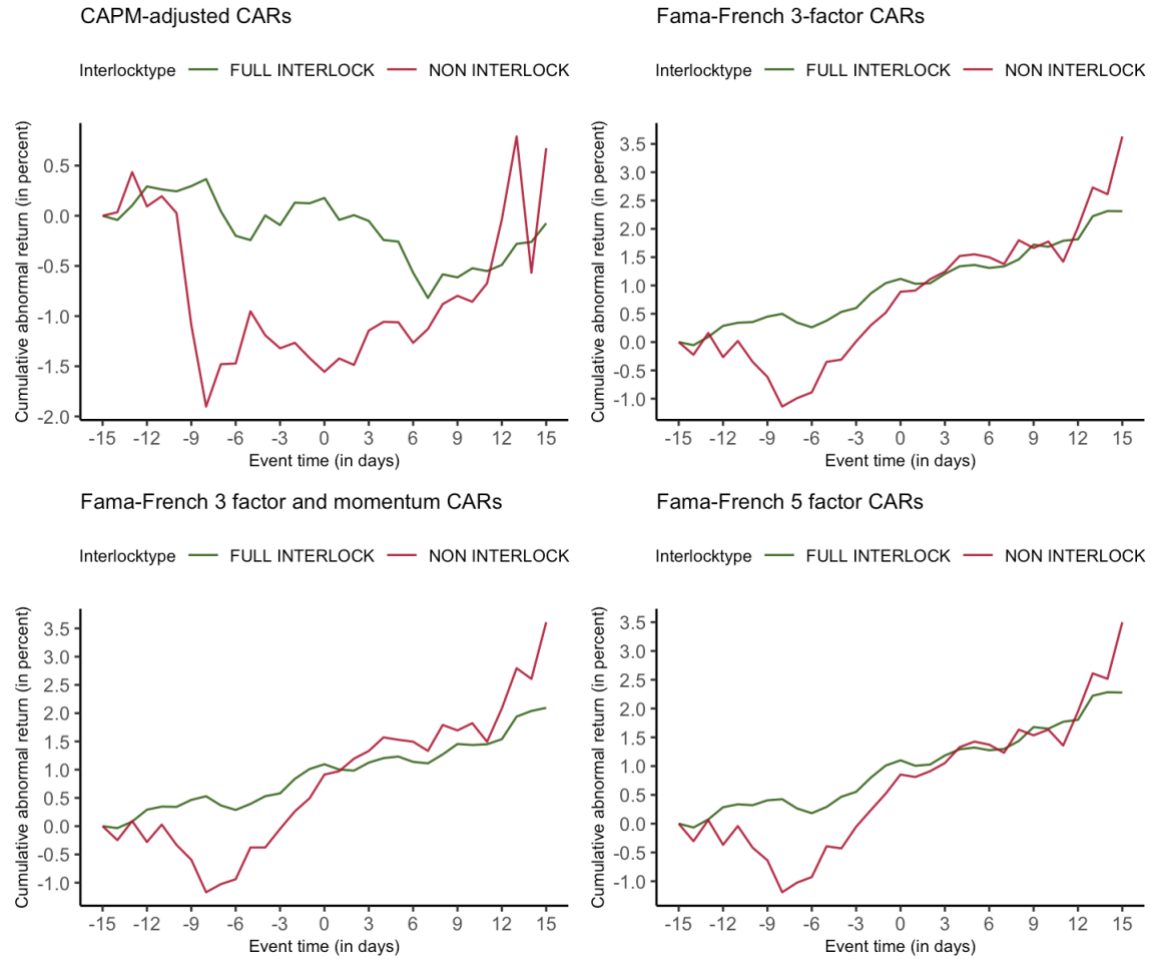 CAPM-adjusted CARs
Interlocktype FULL INTERLOCK NON INTERLOCK
Cumulative abnormal return (in percent)
0.5
0.0
-0.5
-1.0
-1.5
-2.0
-15 -12 -9 -6 -3 0 3 6 9 12 15
Event time (in days)
Fama-French 3-factor CARs
Interlocktype FULL INTERLOCK NON INTERLOCK
Cumulative abnormal return (in percent)
3.5
3.0
2.5
2.0
1.5
1.0
0.5
0.0
-0.5
-1.0
-15 -12 -9 -6 -3 0 3 6 9 12 15
Event time (in days)
Fama-French 3 factor and momentum CARs
Interlocktype FULL INTERLOCK NON INTERLOCK
Cumulative abnormal return (in percent)
3.5
3.0
2.5
2.0
1.5
1.0
0.5
0.0
-0.5
-1.0
-15 -12 -9 -6 -3 0 3 6 9 12 15
Event time (in days)
Fama-French 5 factor CARs
Interlocktype FULL INTERLOCK NON INTERLOCK
Cumulative abnormal return (in percent)
3.5
3.0
2.5
2.0
1.5
1.0
0.5
0.0
-0.5
-1.0
-15 -12 -9 -6 -3 0 3 6 9 12 15
Event time (in days)